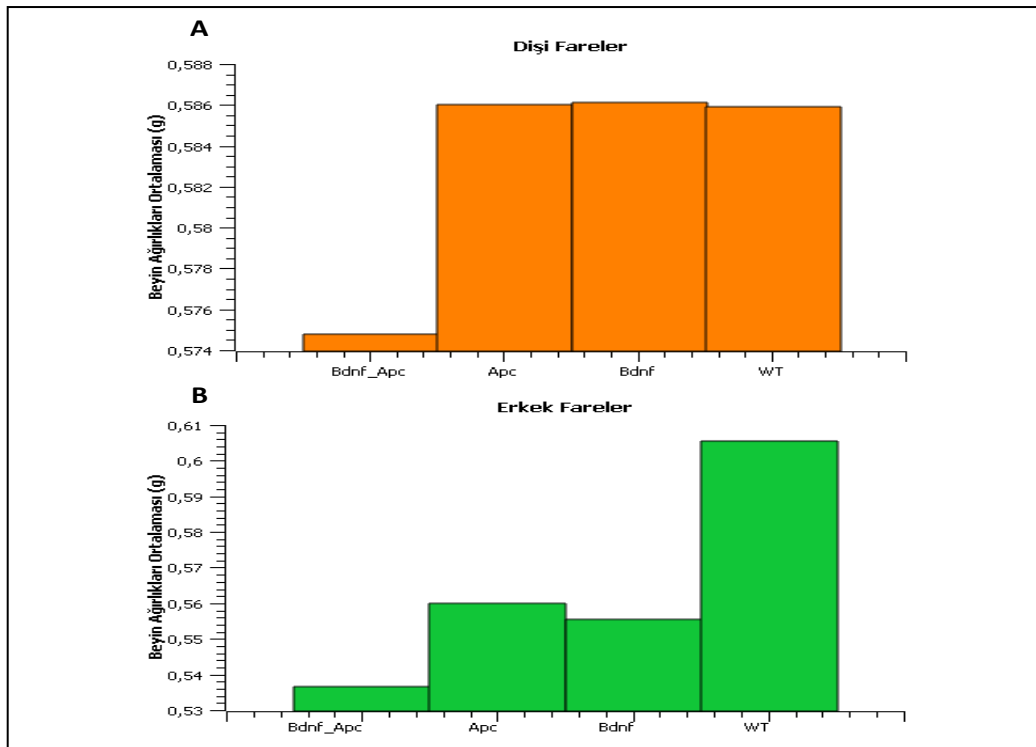 A
Dişi Fareler
Beyin Ağırlıkları Ortalaması (g)
0,588
0,586
0,584
0,582
0,58
0,578
0,576
0,574
Bdnf_Apc Apc Bdnf WT
B
Erkek Fareler
Beyin Ağırlıkları Ortalaması (g)
0,61
0,6
0,59
0,58
0,57
0,56
0,55
0,54
0,53
Bdnf_Apc Apc Bdnf WT